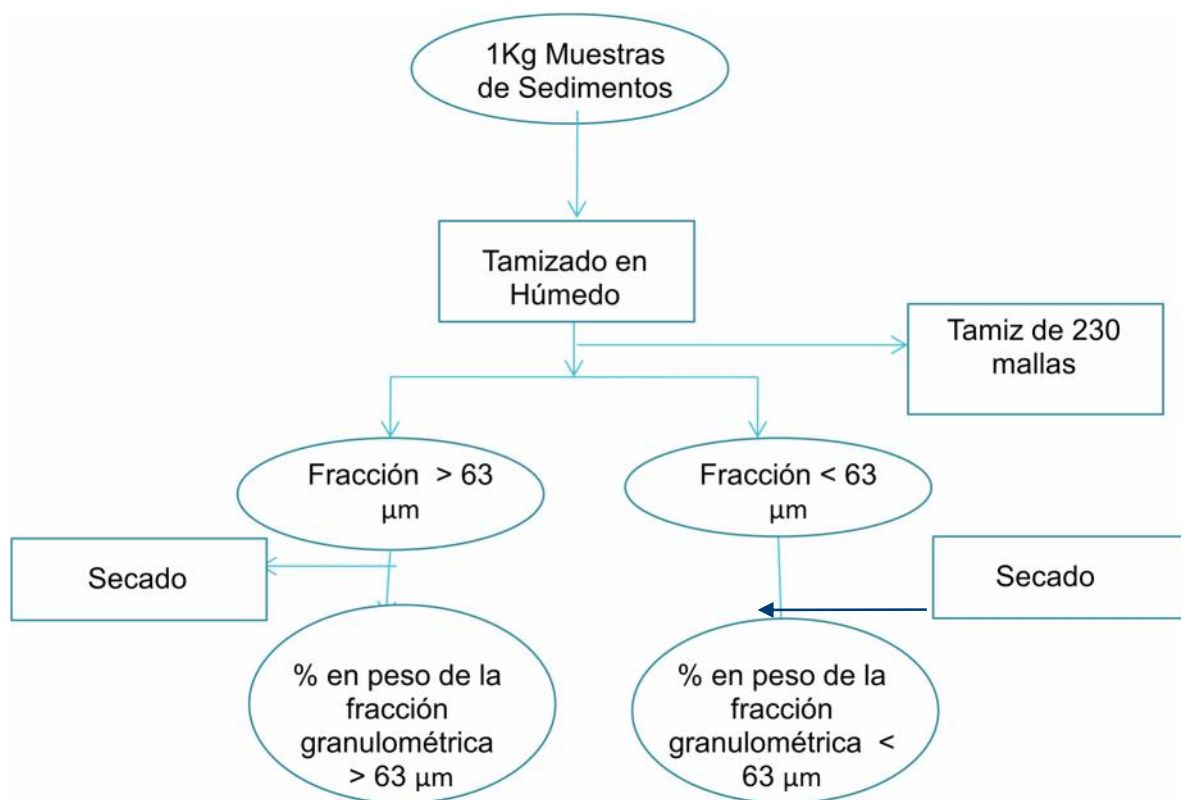 1Kg Muestras
de Sedimentos
Tamizado en
Húmedo
Tamiz de 230
mallas
Fracción > 63
µm
Fracción < 63
µm
Secado
Secado
% en peso de la
fracción
granulométrica
> 63 µm
% en peso de la
fracción
granulométrica <
63 µm